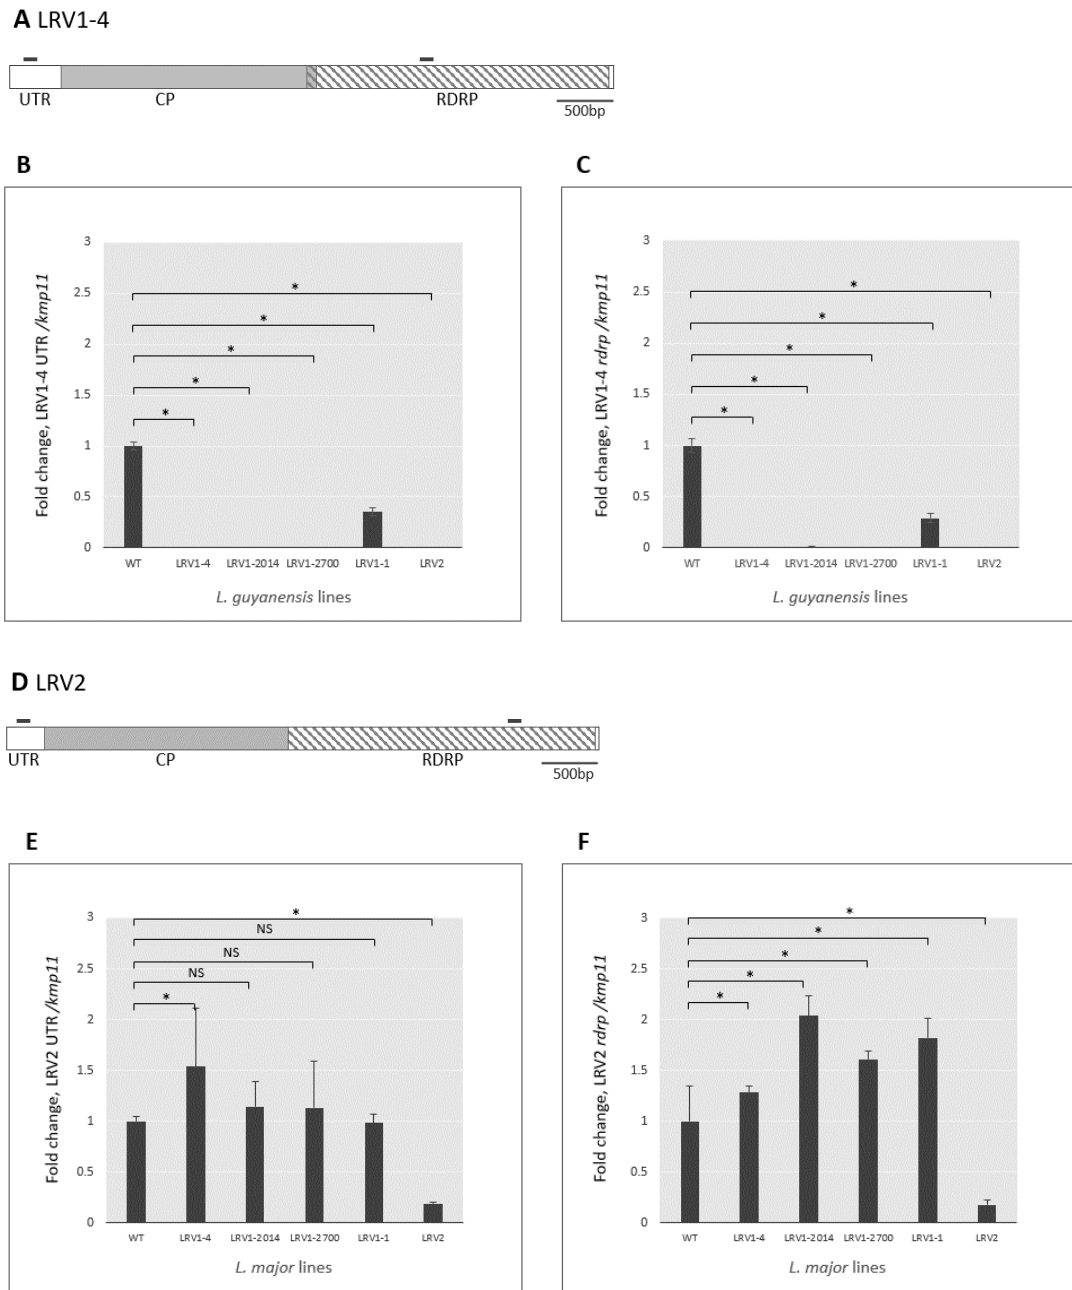 A LRV1-4
UTR CP RDRP
500bp
B
Fold change, LRV1-4 UTR /kmp11
3
2.5
2
1.5
1
0.5
0
*
*
*
*
*
WT LRV1-4 LRV1-2014 LRV1-2700 LRV1-1 LRV2
L. guyanensis lines
C
Fold change, LRV1-4 rdrp /kmp11
3
2.5
2
1.5
1
0.5
0
*
*
*
*
*
WT LRV1-4 LRV1-2014 LRV1-2700 LRV1-1 LRV2
L. guyanensis lines
D LRV2
UTR CP RDRP
500bp
E
Fold change, LRV2 UTR /kmp11
3
2.5
2
1.5
1
0.5
0
*
NS
NS
NS
*
WT LRV1-4 LRV1-2014 LRV1-2700 LRV1-1 LRV2
L. major lines
F
Fold change, LRV2 rdrp /kmp11
3
2.5
2
1.5
1
0.5
0
*
*
*
*
*
WT LRV1-4 LRV1-2014 LRV1-2700 LRV1-1 LRV2
L. major lines